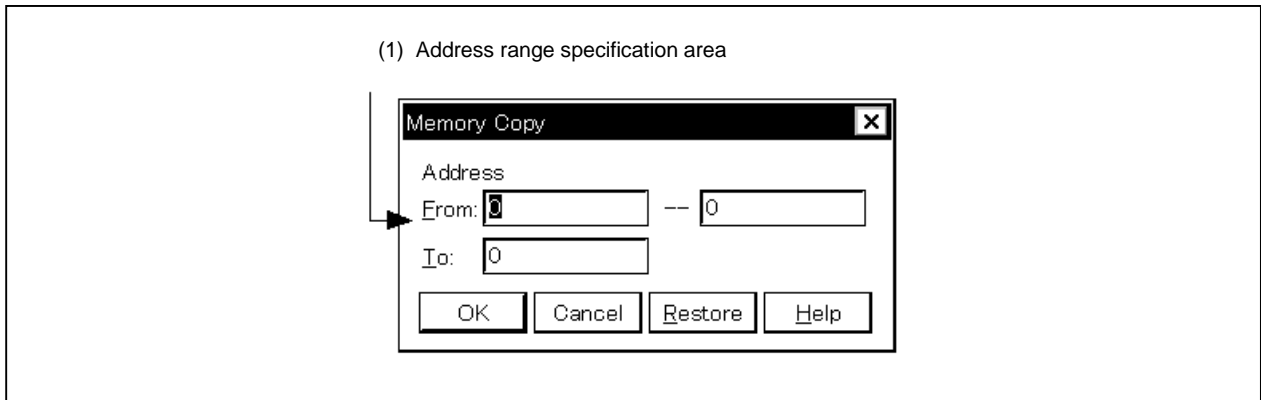 (1) Address range specification area
Memory Copy
Address
From: 0 -- 0
To: 0
OK Cancel Restore Help